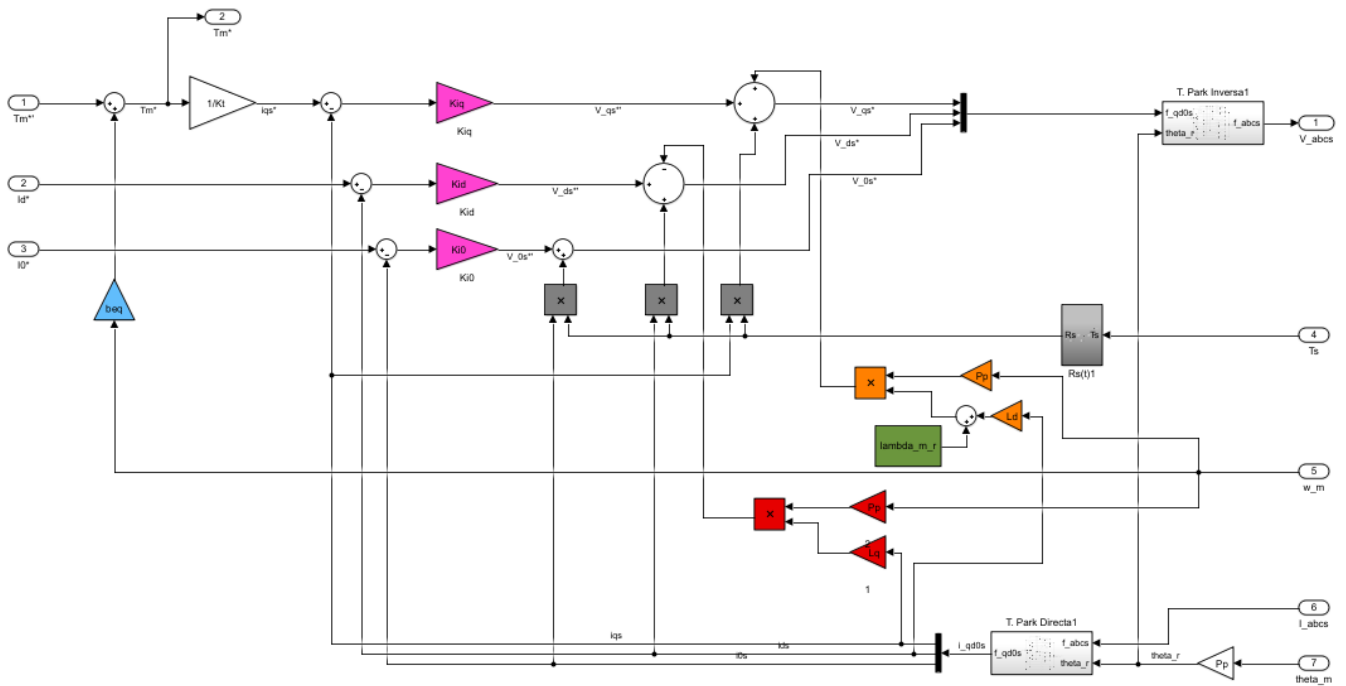 2
Tm*
T. Park Inversa1
1
Tm*'
Tm*
1/Kt
iqs*
Kiq
Kiq
V_qs*'
V_qs*
f_qd0s
theta_r
f_abcs
1
V_abcs
V_ds*
2
Id*
Kid
Kid
V_ds*'
V_0s*
3
I0*
Ki0
Ki0
V_0s*'
beq
Rs
Ts
Rs(t)1
4
Ts
Pp
Ld
lambda_m_r
5
w_m
Pp
2
Lq
1
6
I_abcs
T. Park Directa1
iqs
ids
i0s
i_qd0s
f_qd0s
f_abcs
theta_r
theta_r
Pp
7
theta_m